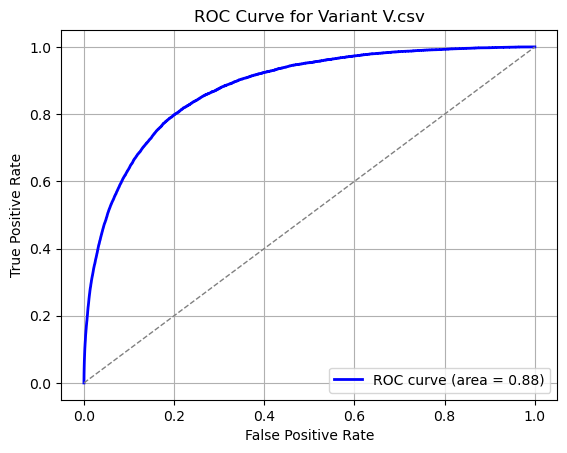 ROC Curve for Variant V.csv
True Positive Rate
1.0
0.8
0.6
0.4
0.2
0.0
ROC curve (area = 0.88)
0.0 0.2 0.4 0.6 0.8 1.0
False Positive Rate